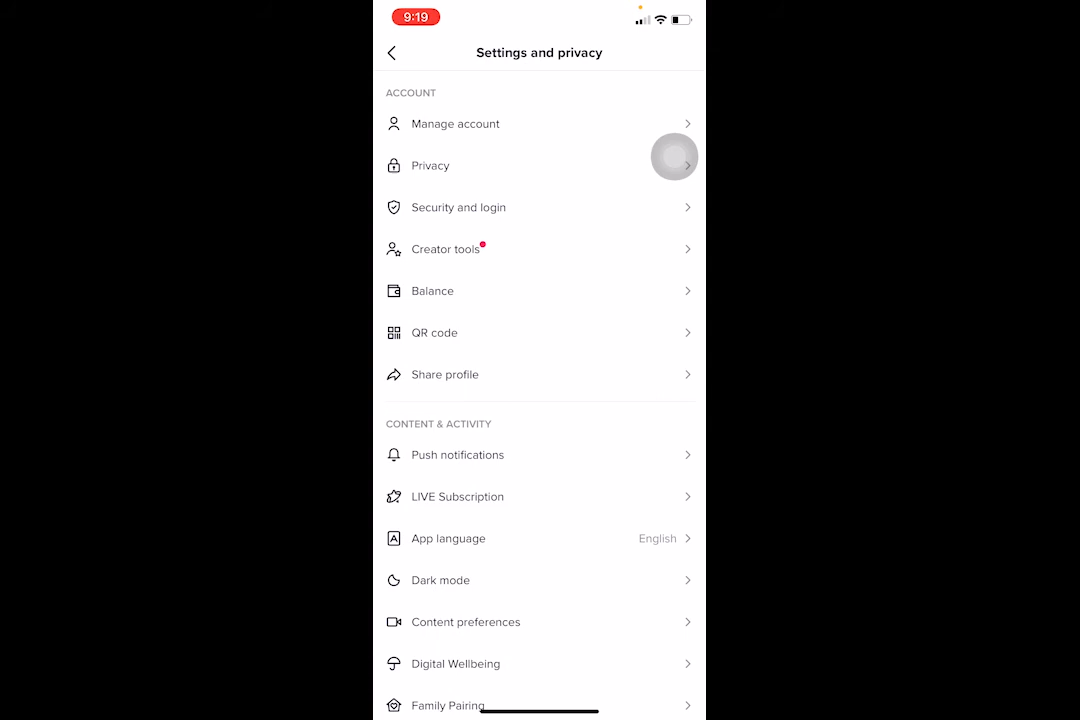 9:19
Settings and privacy
ACCOUNT
Manage account
Privacy
Security and login
Creator tools
Balance
QR code
Share profile
CONTENT & ACTIVITY
Push notifications
LIVE Subscription
App language English
Dark mode
Content preferences
Digital Wellbeing
Family Pairing